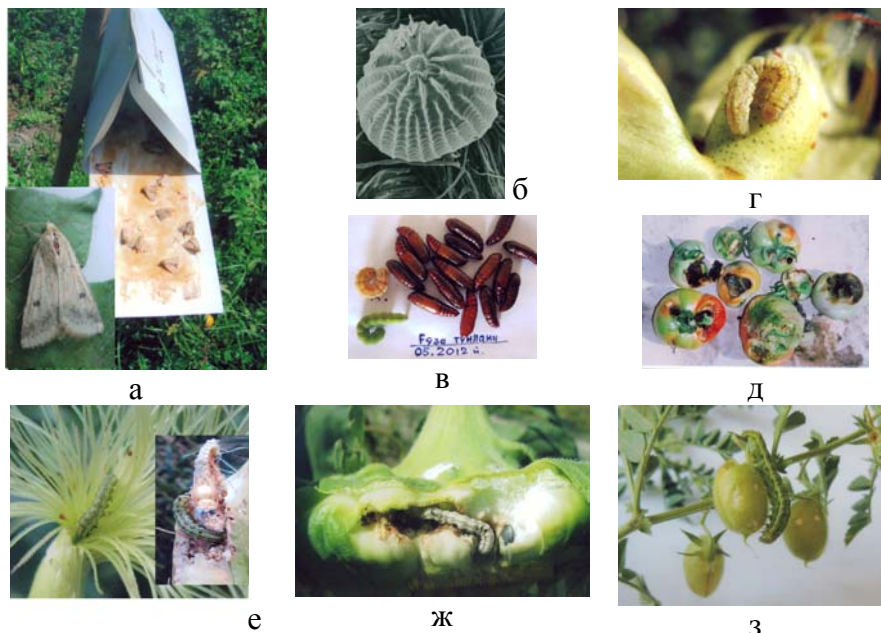 б
г
Ғўза тунлами
05.2012 й.
а
в
д
е
ж
з